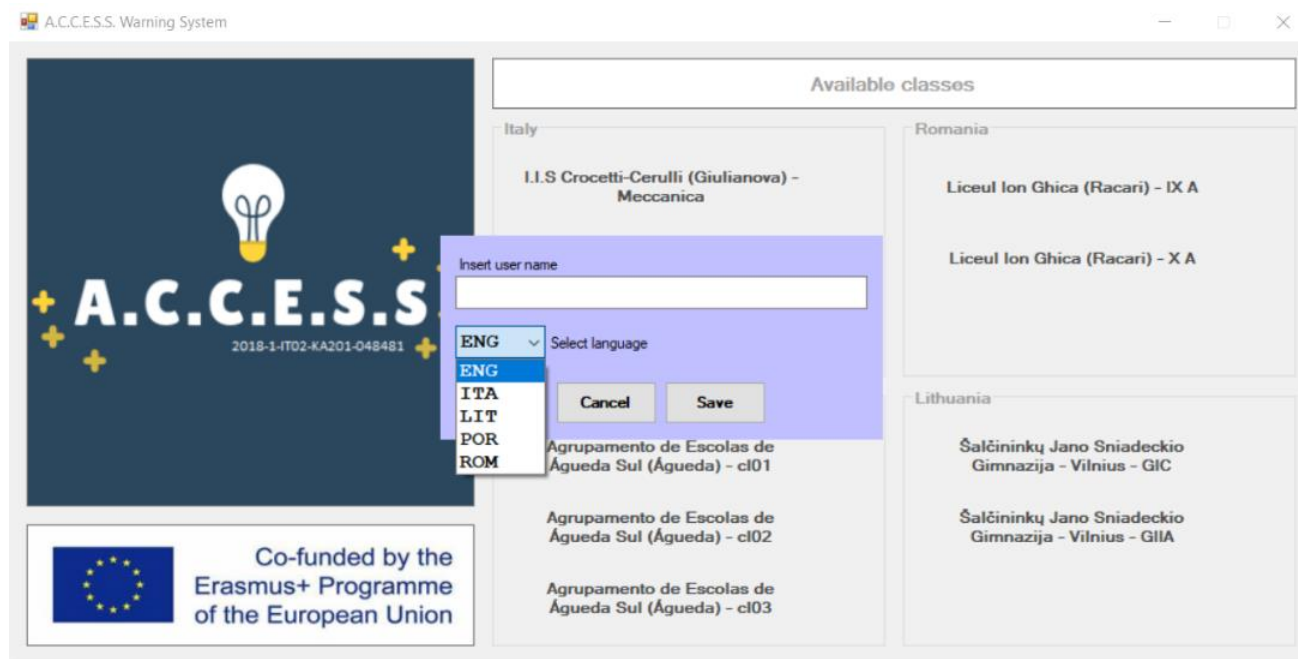 A.C.C.E.S.S. Warning System
Available classes
Italy
I.I.S Crocetti-Cerulli (Giulianova) -
Meccanica
Romania
Liceul Ion Ghica (Racari) - IX A
Liceul Ion Ghica (Racari) - X A
A.C.C.E.S.S
2018-1-IT02-KA201-048481
Insert user name
ENG
Select language
ENG
ITA
LIT
POR
ROM
Cancel
Save
Agrupamento de Escolas de
Águeda Sul (Águeda) - cl01
Agrupamento de Escolas de
Águeda Sul (Águeda) - cl02
Agrupamento de Escolas de
Águeda Sul (Águeda) - cl03
Lithuania
Šalčininkų Jano Sniadeckio
Gimnazija - Vilnius - GIC
Šalčininkų Jano Sniadeckio
Gimnazija - Vilnius - GIIA
Co-funded by the
Erasmus+ Programme
of the European Union